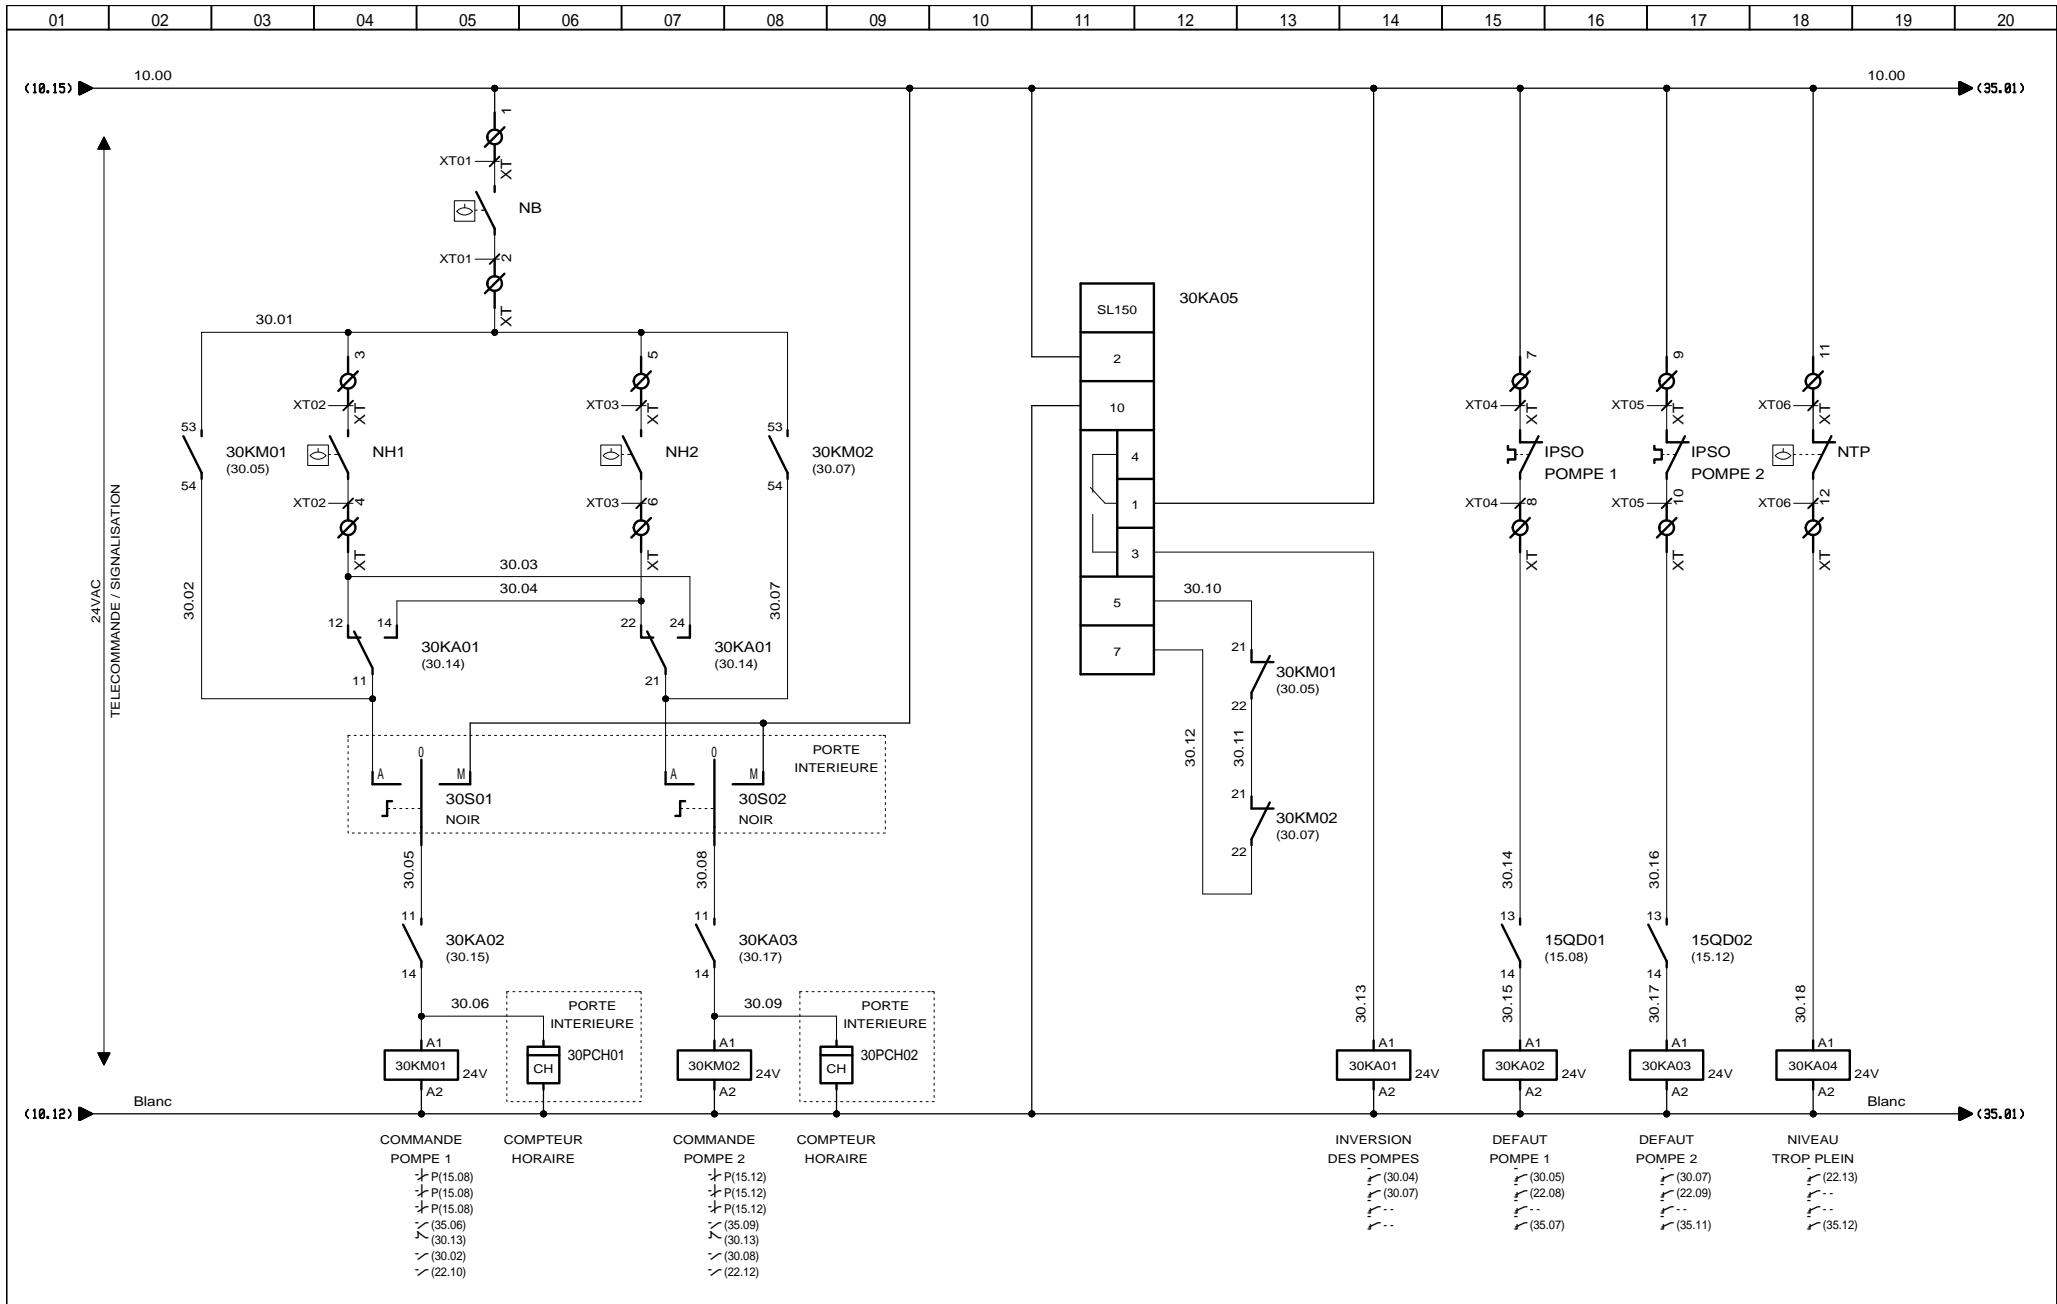 01 02 03 04 05 06 07 08 09 10 11 12 13 14 15 16 17 18 19 20
10.00 10.00
(10.15) (35.01)
1
XT01 XT
NB
XT01 2
XT
30KA05
SL150
30.01
2
3 5 7 9 11
XT02 XT XT03 XT 10 XT04 XT XT05 XT XT06 XT
53 53
30KM01 NH1 NH2 30KM02 4 IPSO IPSO NTP
(30.05) (30.07) POMPE 1 POMPE 2
54 54
XT02 4 XT03 6 1 XT04 8 XT05 10 XT06 12
XT XT 3 XT XT XT
30.03
30.04
24VAC
TELECOMMANDE / SIGNALISATION
30.02 30.07
5 30.10
12 14 22 24
30KA01 30KA01 7 21
(30.14) (30.14) 30KM01
11 21 (30.05)
22
30.12 30.11
0 0 PORTE
A M A M INTERIEURE
30S01 30S02 21
NOIR NOIR 30KM02
(30.07)
22
30.05 30.08 30.14 30.16
11 11 13 13
30KA02 30KA03 15QD01 15QD02
(30.15) (30.17) (15.08) (15.12)
14 14 14 14
30.06 PORTE 30.09 PORTE 30.13 30.15 30.17 30.18
INTERIEURE INTERIEURE
A1 A1 A1 A1 A1 A1
30PCH01 30PCH02
30KM01 24V CH 30KM02 24V CH 30KA01 24V 30KA02 24V 30KA03 24V 30KA04 24V
A2 A2 A2 A2 A2 A2
Blanc Blanc
(10.12) (35.01)
COMMANDE COMPTEUR COMMANDE COMPTEUR INVERSION DEFAUT DEFAUT NIVEAU
POMPE 1 HORAIRE POMPE 2 HORAIRE DES POMPES POMPE 1 POMPE 2 TROP PLEIN
P(15.08) P(15.12) (30.04) (30.05) (30.07) (22.13)
P(15.08) P(15.12) (30.07) (22.08) (22.09) --
P(15.08) P(15.12) -- -- -- --
(35.06) (35.09) -- (35.07) (35.11) (35.12)
(30.13) (30.13)
(30.02) (30.08)
(22.10) (22.12)